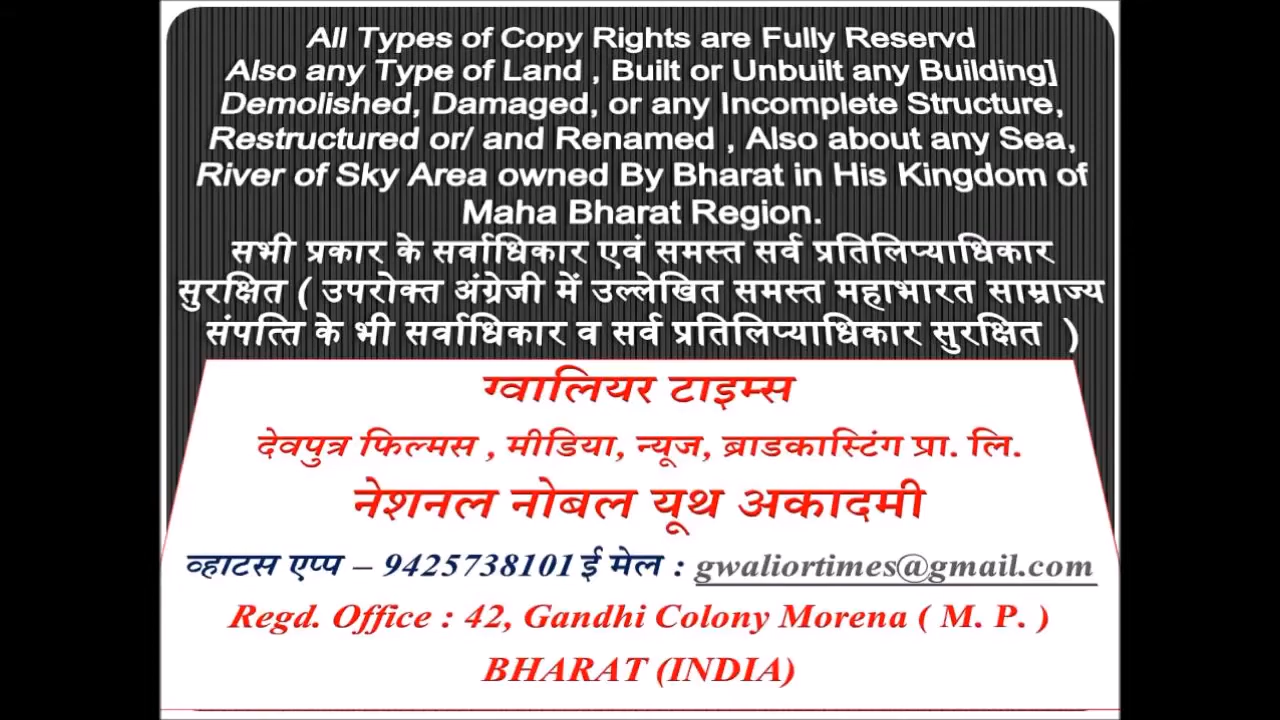 All Types of Copy Rights are Fully Reservd
Also any Type of Land , Built or Unbuilt any Building]
Demolished, Damaged, or any Incomplete Structure,
Restructured or/ and Renamed , Also about any Sea,
River of Sky Area owned By Bharat in His Kingdom of
Maha Bharat Region.
सभी प्रकार के सर्वाधिकार एवं समस्त सर्व प्रतिलिप्याधिकार
सुरक्षित ( उपरोक्त अंग्रेजी में उल्लेखित समस्त महाभारत साम्राज्य
संपत्ति के भी सर्वाधिकार व सर्व प्रतिलिप्याधिकार सुरक्षित )
ग्वालियर टाइम्स
देवपुत्र फिल्मस , मीडिया, न्यूज, ब्राडकास्टिंग प्रा. लि.
नेशनल नोबल यूथ अकादमी
व्हाटस एप्प – 9425738101 ई मेल : gwaliortimes@gmail.com
Regd. Office : 42, Gandhi Colony Morena ( M. P. )
BHARAT (INDIA)